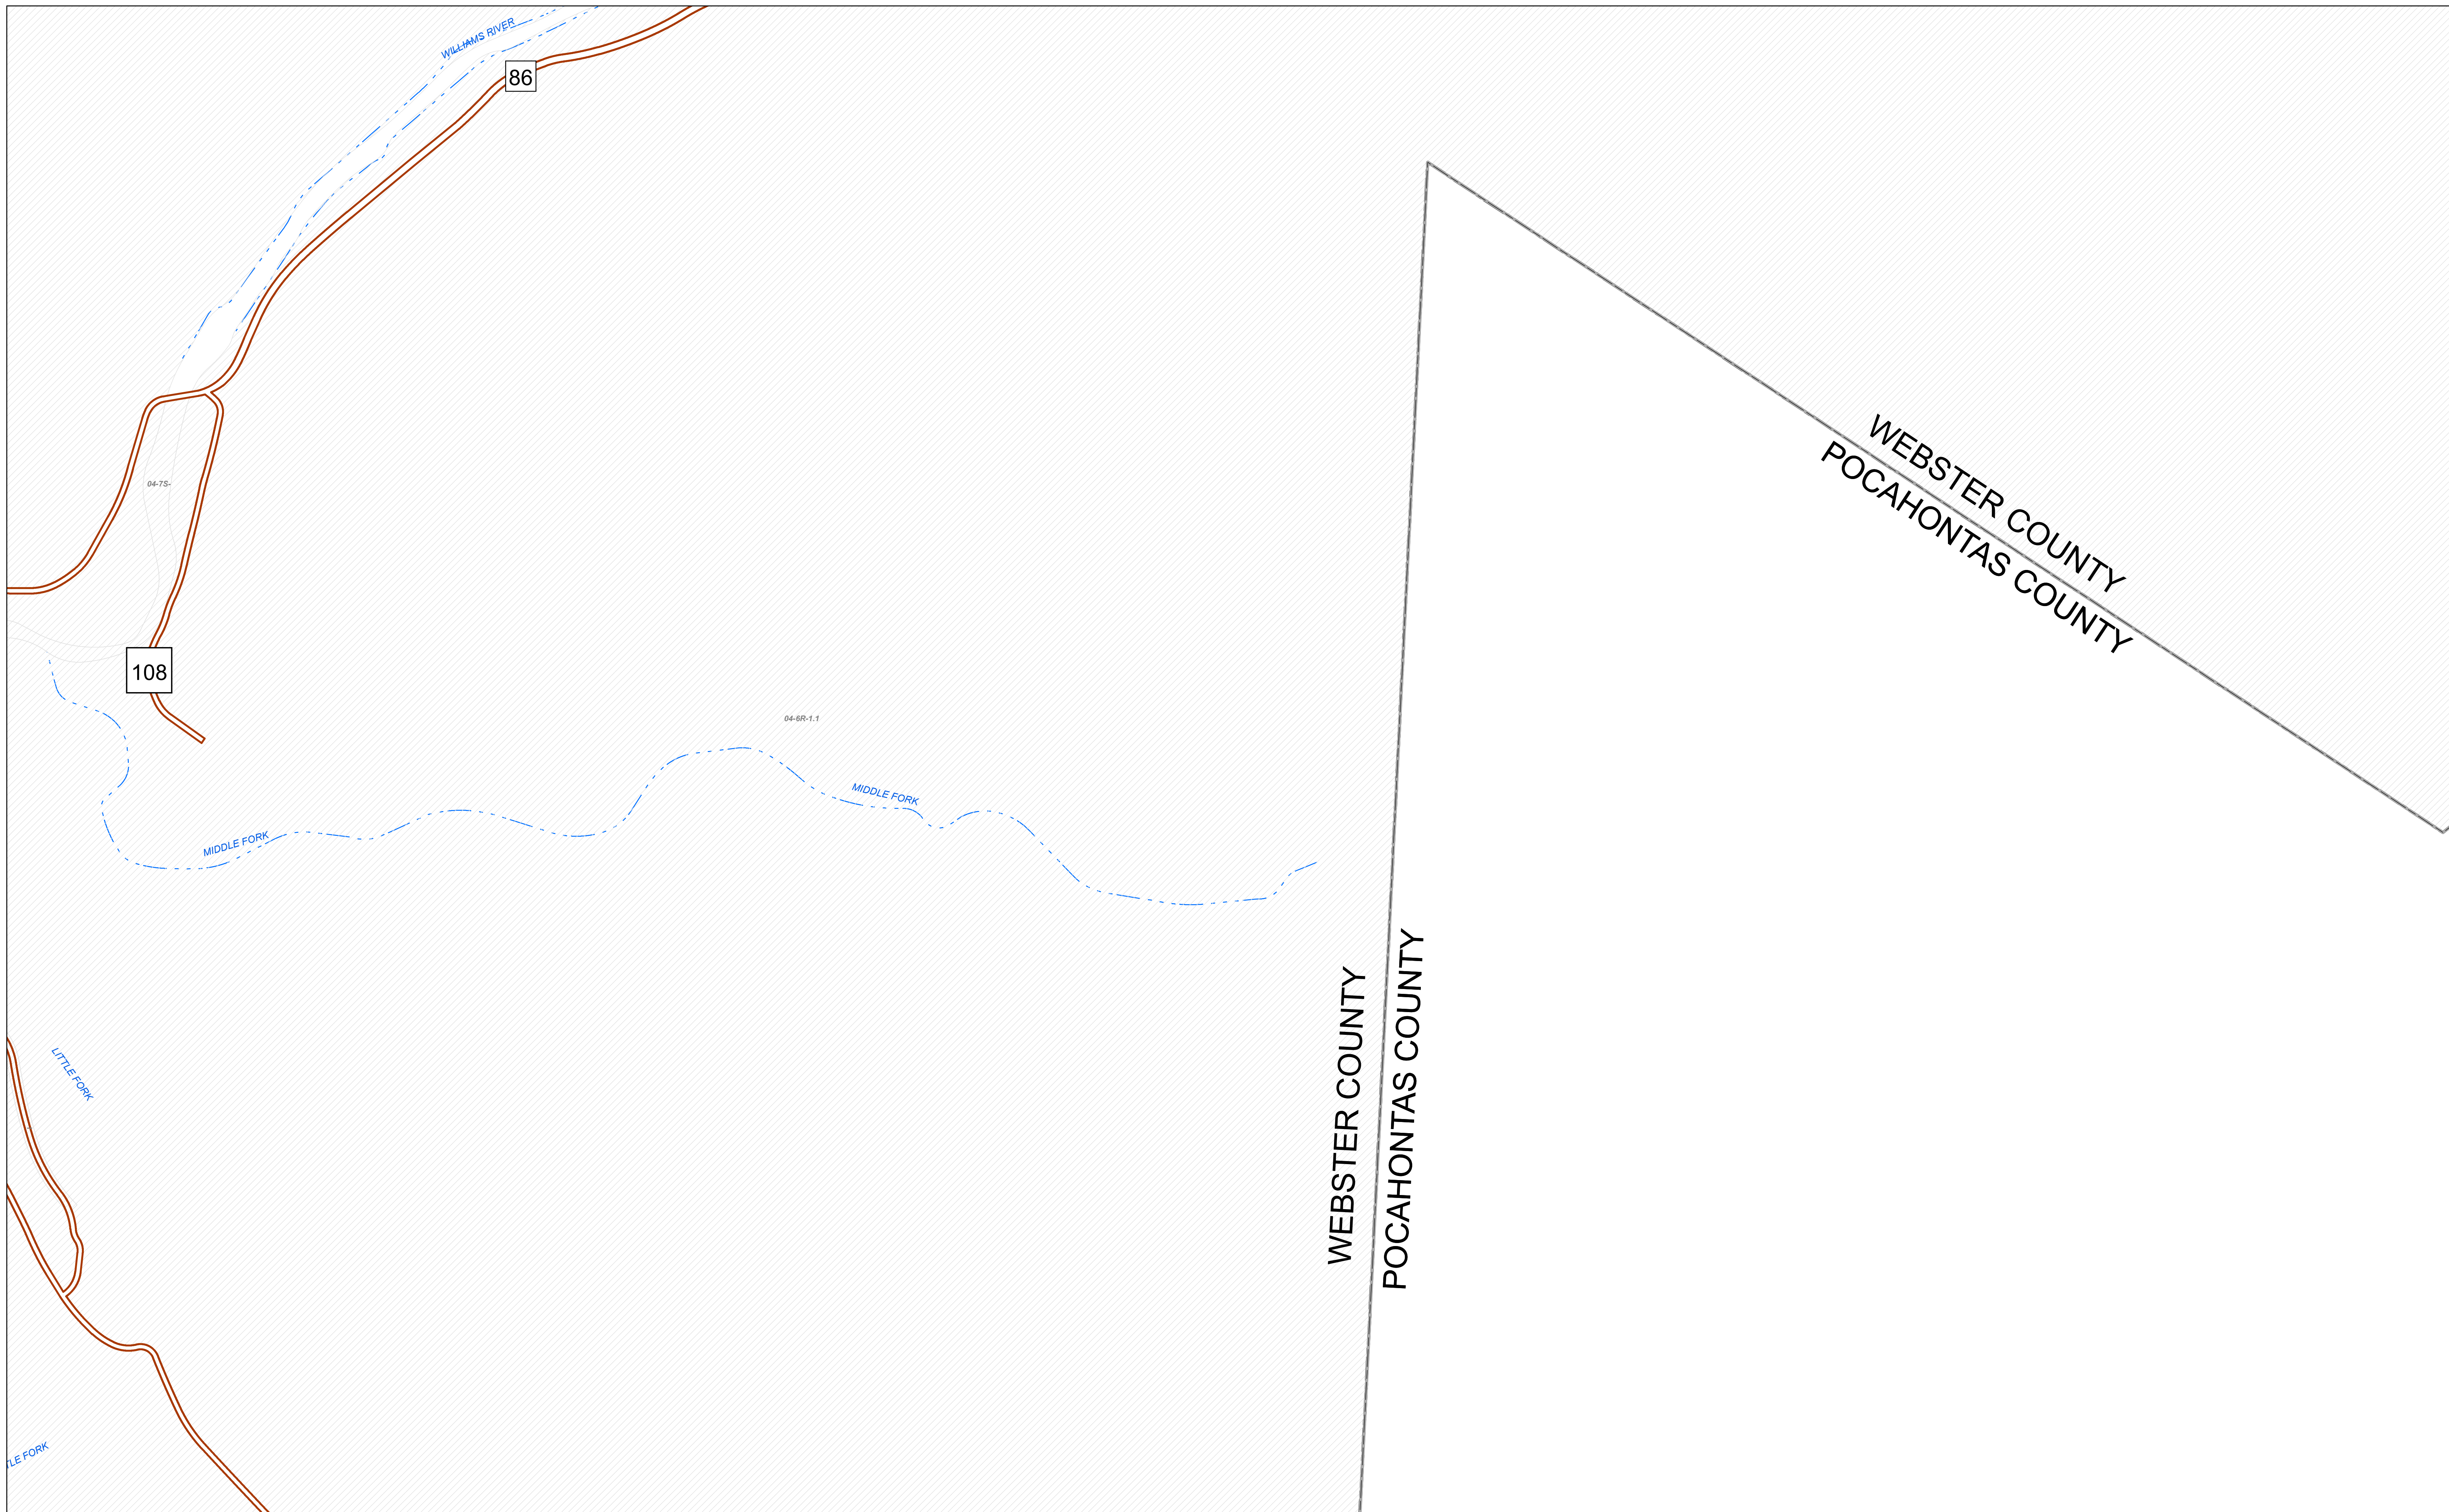 WILLIAMS RIVER
86
WEBSTER COUNTY
POCAHONTAS COUNTY
04-7S-
108
04-6R-1.1
MIDDLE FORK
MIDDLE FORK
WEBSTER COUNTY
POCAHONTAS COUNTY
LITTLE FORK
TLE FORK